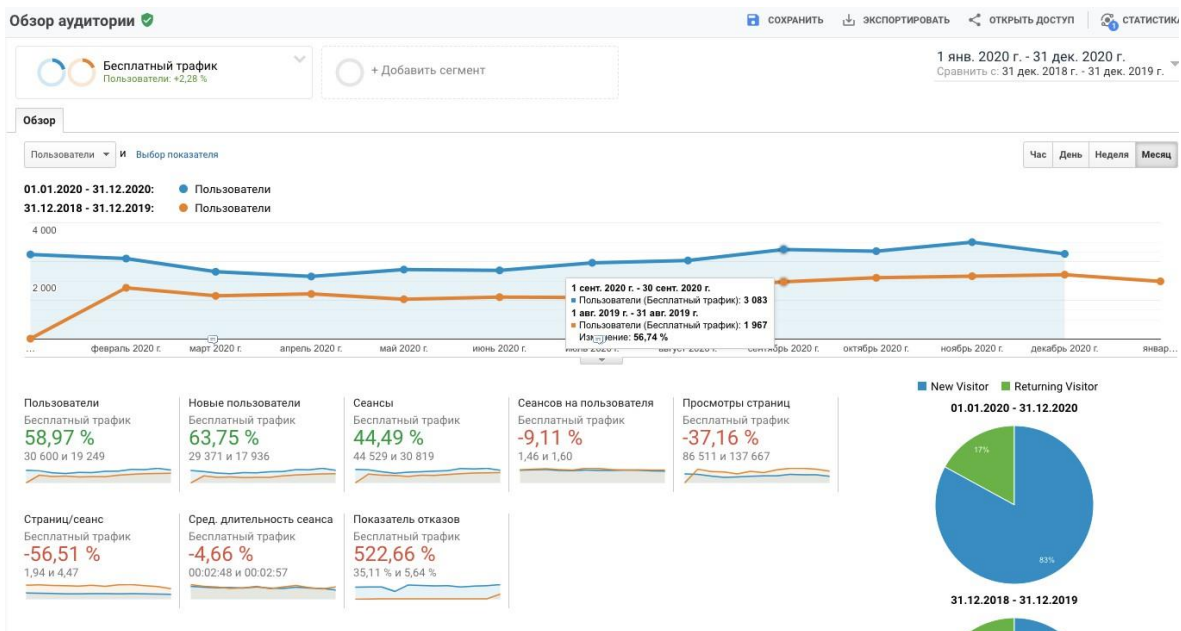 Обзор аудитории
СОХРАНИТЬ ЭКСПОРТИРОВАТЬ ОТКРЫТЬ ДОСТУП СТАТИСТИКА
1
Бесплатный трафик
Пользователи: +2,28 %
+ Добавить сегмент
1 янв. 2020 г. - 31 дек. 2020 г.
Сравнить с: 31 дек. 2018 г. - 31 дек. 2019 г.
Обзор
Пользователи И Выбор показателя
Час День Неделя Месяц
01.01.2020 - 31.12.2020: Пользователи
31.12.2018 - 31.12.2019: Пользователи
4 000
2 000
1 сент. 2020 г. - 30 сент. 2020 г.
Пользователи (Бесплатный трафик): 3 083
1 авг. 2019 г. - 31 авг. 2019 г.
Пользователи (Бесплатный трафик): 1 967
56,74 %
... февраль 2020 г. март 2020 г. апрель 2020 г. май 2020 г. июнь 2020 г. октябрь 2020 г. ноябрь 2020 г. декабрь 2020 г. январ...
New Visitor Returning Visitor
01.01.2020 - 31.12.2020
17%
83%
31.12.2018 - 31.12.2019
Пользователи
Бесплатный трафик
58,97 %
30 600 и 19 249
Новые пользователи
Бесплатный трафик
63,75 %
29 371 и 17 936
Сеансы
Бесплатный трафик
44,49 %
44 529 и 30 819
Сеансов на пользователя
Бесплатный трафик
-9,11 %
1,46 и 1,60
Просмотры страниц
Бесплатный трафик
-37,16 %
86 511 и 137 667
Страниц/сеанс
Бесплатный трафик
-56,51 %
1,94 и 4,47
Сред. длительность сеанса
Бесплатный трафик
-4,66 %
00:02:48 и 00:02:57
Показатель отказов
Бесплатный трафик
522,66 %
35,11 % и 5,64 %